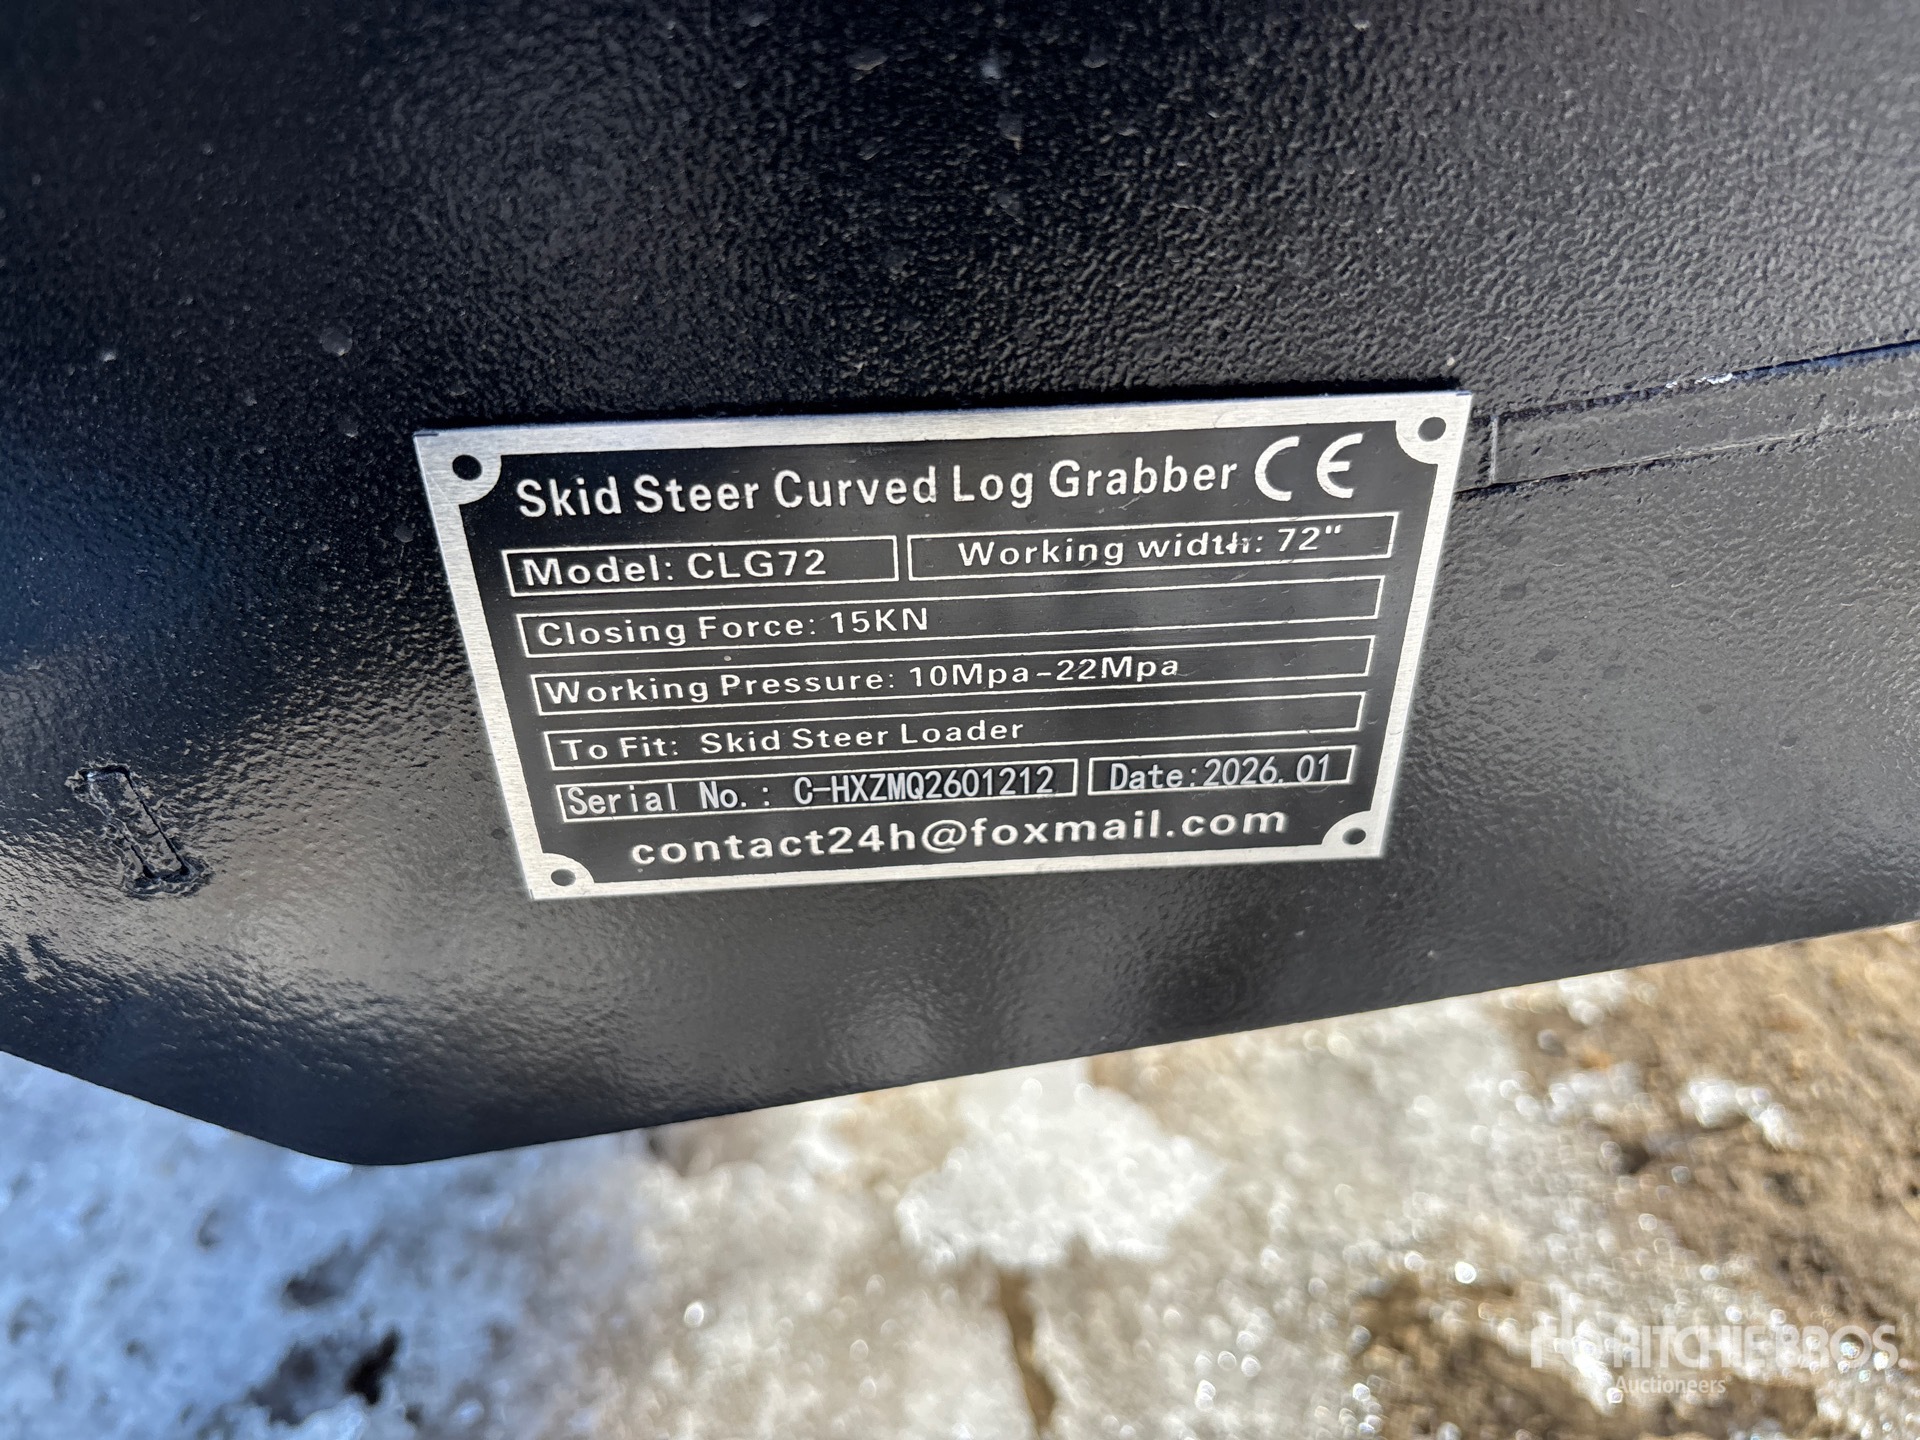 Skid Steer Curved Log Grabber CE
Model: CLG72
Working width: 72"
Closing Force: 15KN
Working Pressure: 10Mpa-22Mpa
To Fit: Skid Steer Loader
Serial No.: C-HXZMQ2601212
Date:2026.01
contact24h@foxmail.com
RITCHIE BROS.
Auctioneers